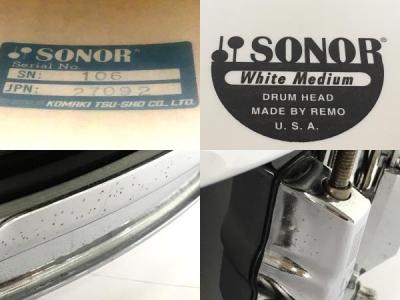 SONOR®
Serial No.
SN: 106
JPN: 27092
KOMAKI TSU-SHO CO., LTD.
SONOR®
White Medium
DRUM HEAD
MADE BY REMO
U. S. A.